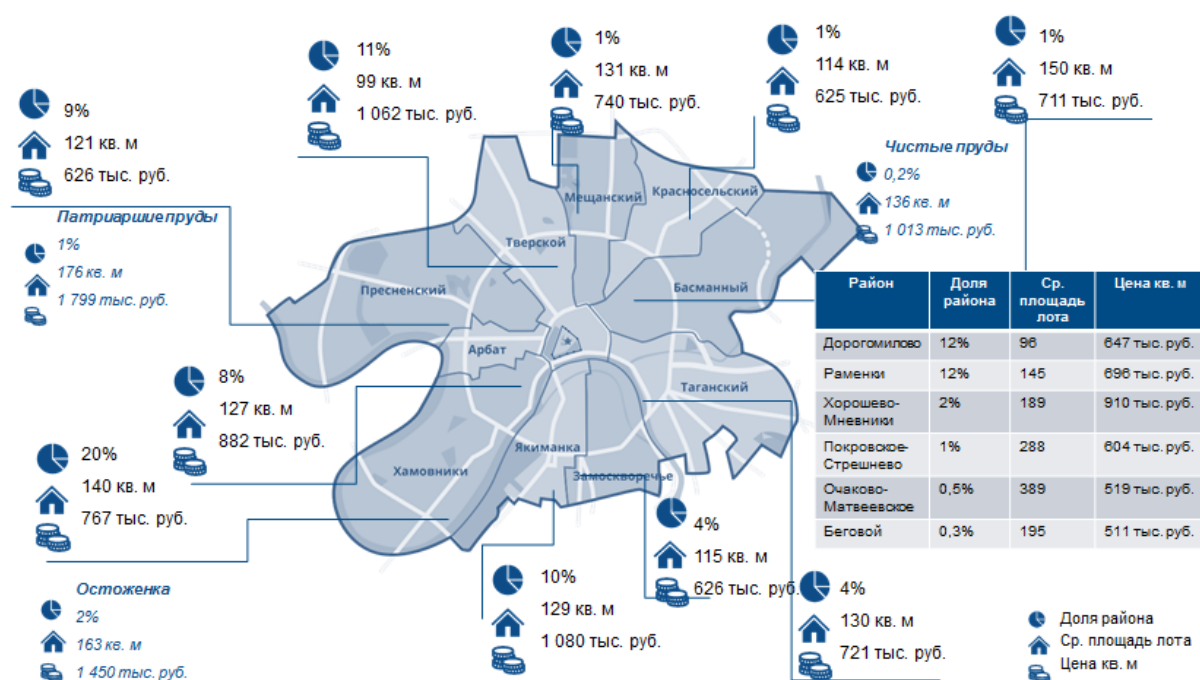 11%
99 кв. м
1 062 тыс. руб.
1%
131 кв. м
740 тыс. руб.
1%
114 кв. м
625 тыс. руб.
1%
150 кв. м
711 тыс. руб.
9%
121 кв. м
626 тыс. руб.
Патриаршие пруды
1%
176 кв. м
1 799 тыс. руб.
Чистые пруды
0,2%
136 кв. м
1 013 тыс. руб.
Мещанский
Красносельский
Тверской
Пресненский
Басманный
Арбат
Таганский
Якиманка
Хамовники
Замоскворечье
8%
127 кв. м
882 тыс. руб.
20%
140 кв. м
767 тыс. руб.
Остоженка
2%
163 кв. м
1 450 тыс. руб.
10%
129 кв. м
1 080 тыс. руб.
4%
115 кв. м
626 тыс. руб.
4%
130 кв. м
721 тыс. руб.
Район Доля района Ср. площадь лота Цена кв. м
Дорогомилово 12% 96 647 тыс. руб.
Раменки 12% 145 696 тыс. руб.
Хорошево-Мневники 2% 189 910 тыс. руб.
Покровское-Стрешнево 1% 288 604 тыс. руб.
Очаково-Матвеевское 0,5% 389 519 тыс. руб.
Беговой 0,3% 195 511 тыс. руб.
Доля района
Ср. площадь лота
Цена кв. м